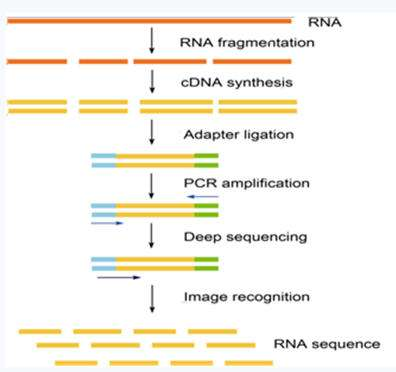 RNA
RNA fragmentation
cDNA synthesis
Adapter ligation
PCR amplification
Deep sequencing
Image recognition
RNA sequence